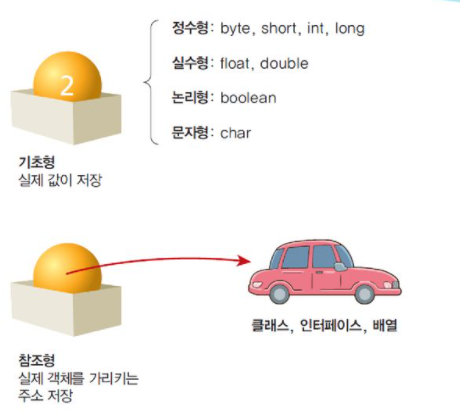 정수형: byte, short, int, long
실수형: float, double
논리형: boolean
문자형: char
2
기초형
실제 값이 저장
클래스, 인터페이스, 배열
참조형
실제 객체를 가리키는
주소 저장